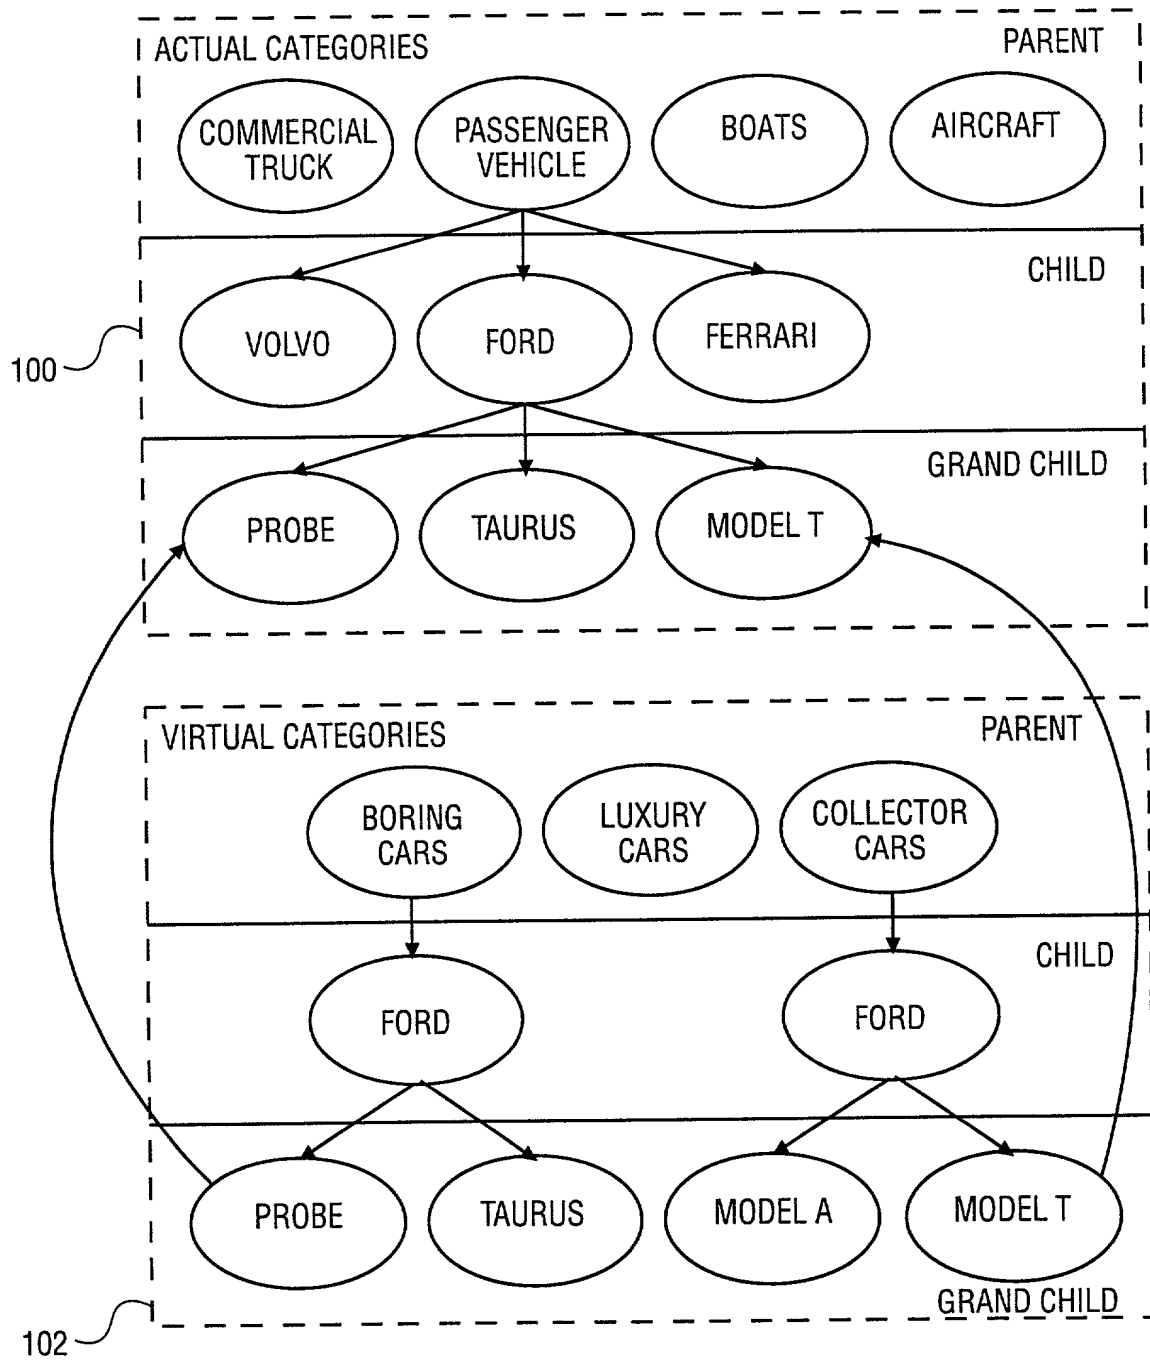 ACTUAL CATEGORIES
PARENT
COMMERCIAL
TRUCK
PASSENGER
VEHICLE
BOATS
AIRCRAFT
CHILD
VOLVO
FORD
FERRARI
100
GRAND CHILD
PROBE
TAURUS
MODEL T
VIRTUAL CATEGORIES
PARENT
BORING
CARS
LUXURY
CARS
COLLECTOR
CARS
CHILD
FORD
FORD
PROBE
TAURUS
MODEL A
MODEL T
GRAND CHILD
102